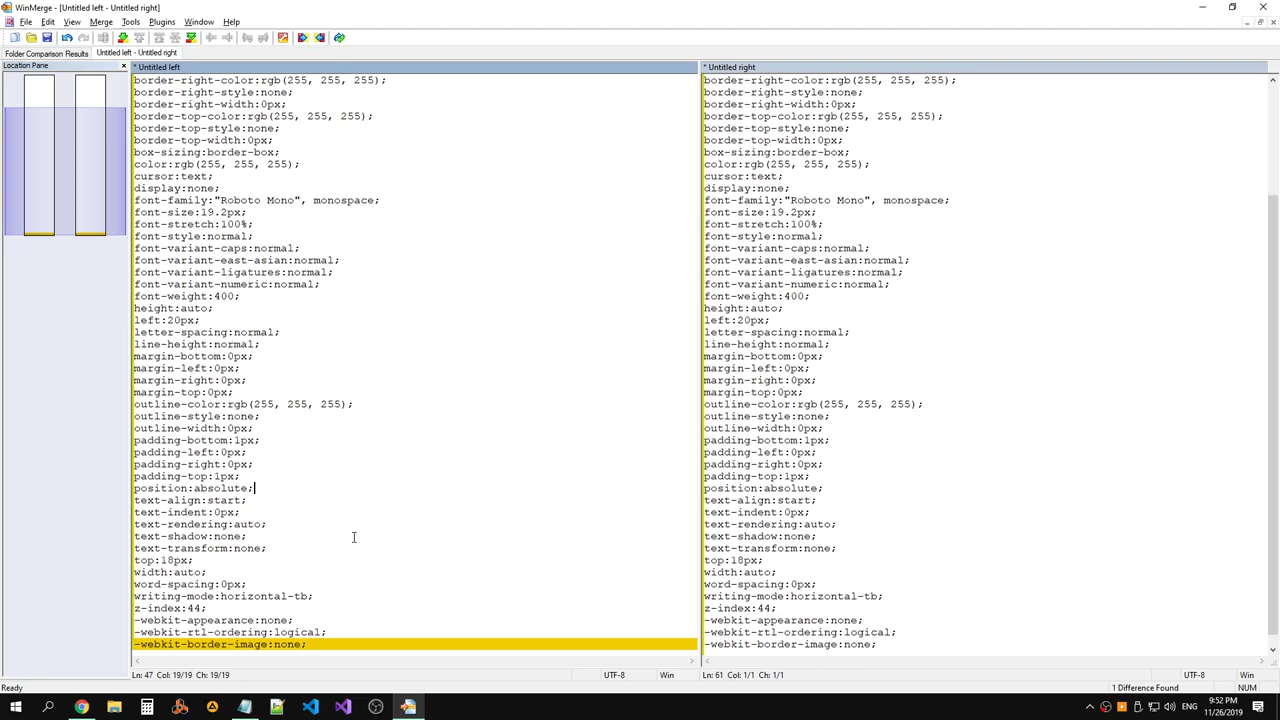 WinMerge - [Untitled left - Untitled right]
File Edit View Merge Tools Plugins Window Help
Folder Comparison Results Untitled left - Untitled right
Location Pane
* Untitled left
border-right-color:rgb(255, 255, 255);
border-right-style:none;
border-right-width:0px;
border-top-color:rgb(255, 255, 255);
border-top-style:none;
border-top-width:0px;
box-sizing:border-box;
color:rgb(255, 255, 255);
cursor:text;
display:none;
font-family:"Roboto Mono", monospace;
font-size:19.2px;
font-stretch:100%;
font-style:normal;
font-variant-caps:normal;
font-variant-east-asian:normal;
font-variant-ligatures:normal;
font-variant-numeric:normal;
font-weight:400;
height:auto;
left:20px;
letter-spacing:normal;
line-height:normal;
margin-bottom:0px;
margin-left:0px;
margin-right:0px;
margin-top:0px;
outline-color:rgb(255, 255, 255);
outline-style:none;
outline-width:0px;
padding-bottom:1px;
padding-left:0px;
padding-right:0px;
padding-top:1px;
position:absolute;
text-align:start;
text-indent:0px;
text-rendering:auto;
text-shadow:none;
text-transform:none;
top:18px;
width:auto;
word-spacing:0px;
writing-mode:horizontal-tb;
z-index:44;
-webkit-appearance:none;
-webkit-rtl-ordering:logical;
-webkit-border-image:none;
Ln: 47 Col: 19/19 Ch: 19/19 UTF-8 Win
* Untitled right
border-right-color:rgb(255, 255, 255);
border-right-style:none;
border-right-width:0px;
border-top-color:rgb(255, 255, 255);
border-top-style:none;
border-top-width:0px;
box-sizing:border-box;
color:rgb(255, 255, 255);
cursor:text;
display:none;
font-family:"Roboto Mono", monospace;
font-size:19.2px;
font-stretch:100%;
font-style:normal;
font-variant-caps:normal;
font-variant-east-asian:normal;
font-variant-ligatures:normal;
font-variant-numeric:normal;
font-weight:400;
height:auto;
left:20px;
letter-spacing:normal;
line-height:normal;
margin-bottom:0px;
margin-left:0px;
margin-right:0px;
margin-top:0px;
outline-color:rgb(255, 255, 255);
outline-style:none;
outline-width:0px;
padding-bottom:1px;
padding-left:0px;
padding-right:0px;
padding-top:1px;
position:absolute;
text-align:start;
text-indent:0px;
text-rendering:auto;
text-shadow:none;
text-transform:none;
top:18px;
width:auto;
word-spacing:0px;
writing-mode:horizontal-tb;
z-index:44;
-webkit-appearance:none;
-webkit-rtl-ordering:logical;
-webkit-border-image:none;
Ln: 61 Col: 1/1 Ch: 1/1 UTF-8 Win
Ready 1 Difference Found NUM
9:52 PM
11/26/2019